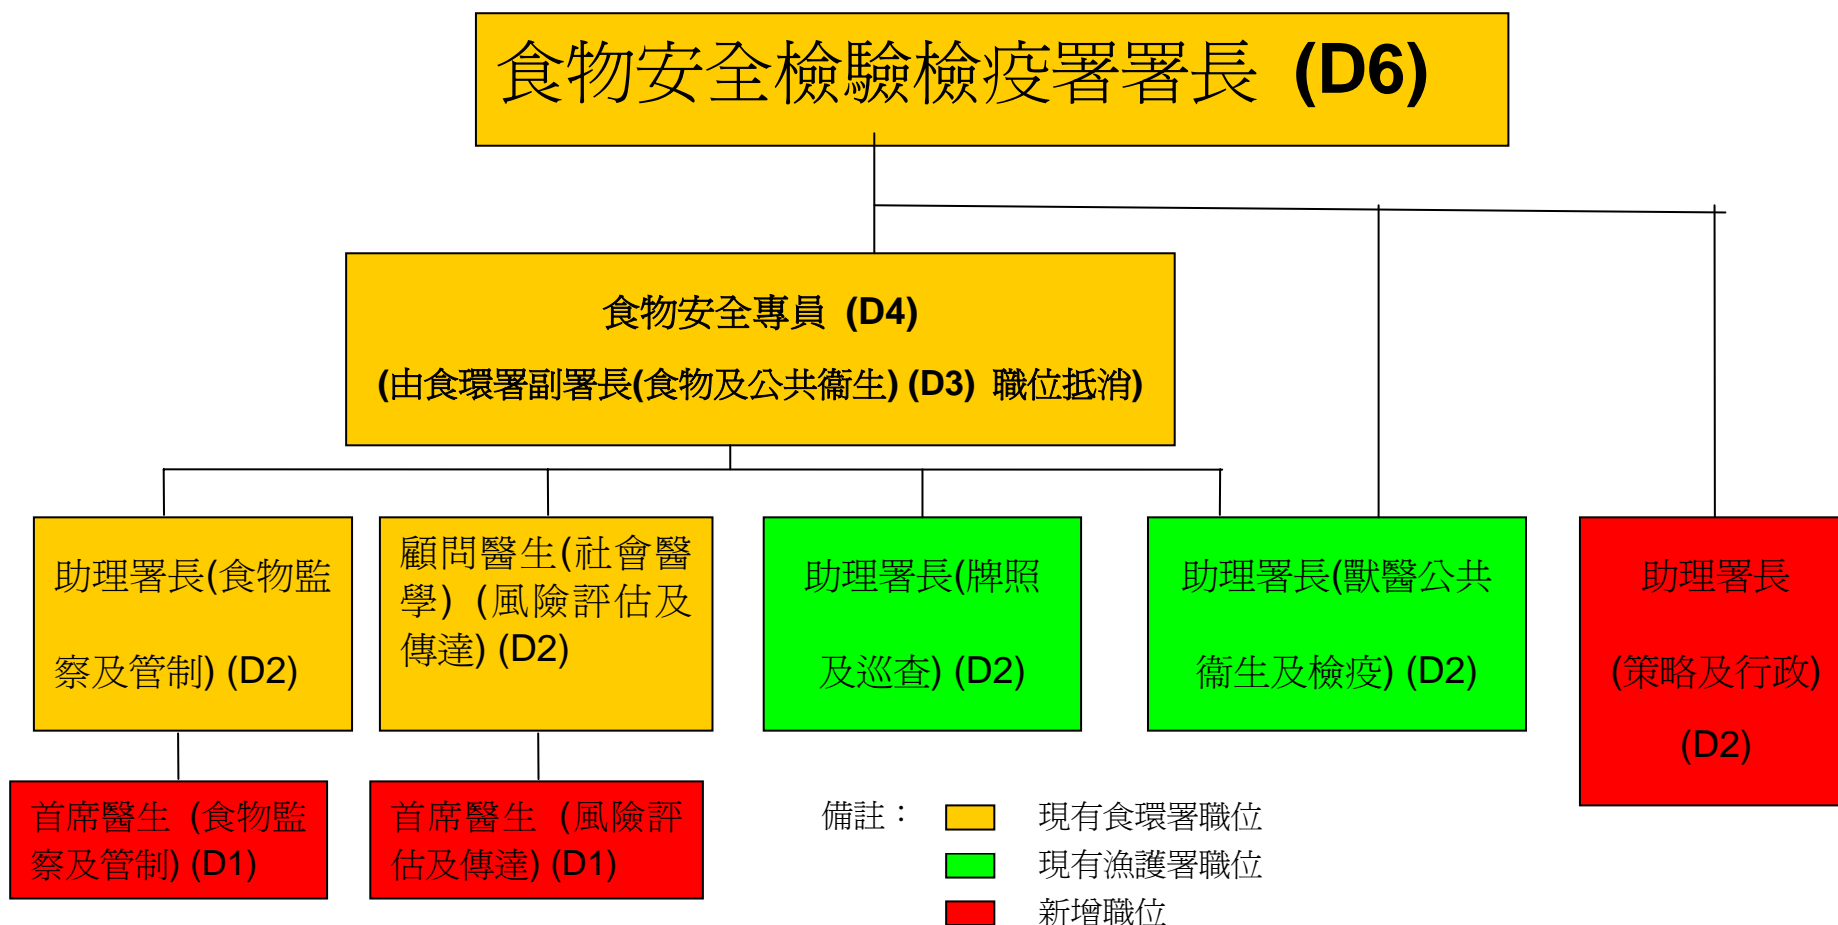 食物安全檢驗檢疫署署長 (D6)
食物安全專員 (D4)
(由食環署副署長(食物及公共衞生) (D3) 職位抵消)
助理署長(食物監
察及管制) (D2)
顧問醫生(社會醫
學) (風險評估及
傳達) (D2)
助理署長(牌照
及巡查) (D2)
助理署長(獸醫公共
衞生及檢疫) (D2)
助理署長
(策略及行政)
(D2)
首席醫生 (食物監
察及管制) (D1)
首席醫生 (風險評
估及傳達) (D1)
備註：
現有食環署職位
現有漁護署職位
新增職位